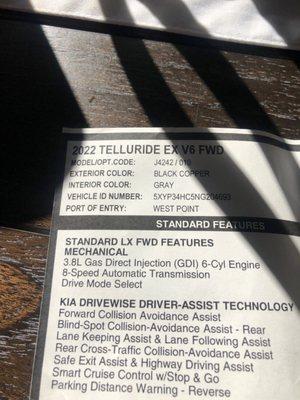 2022 TELLURIDE EX V6 FWD
MODEL/OPT.CODE: J4242 / 010
EXTERIOR COLOR: BLACK COPPER
INTERIOR COLOR: GRAY
VEHICLE ID NUMBER: 5XYP34HC5NG204693
PORT OF ENTRY: WEST POINT
STANDARD FEATURES
STANDARD LX FWD FEATURES
MECHANICAL
3.8L Gas Direct Injection (GDI) 6-Cyl Engine
8-Speed Automatic Transmission
Drive Mode Select
KIA DRIVEWISE DRIVER-ASSIST TECHNOLOGY
Forward Collision Avoidance Assist
Blind-Spot Collision-Avoidance Assist - Rear
Lane Keeping Assist & Lane Following Assist
Rear Cross-Traffic Collision-Avoidance Assist
Safe Exit Assist & Highway Driving Assist
Smart Cruise Control w/Stop & Go
Parking Distance Warning - Reverse